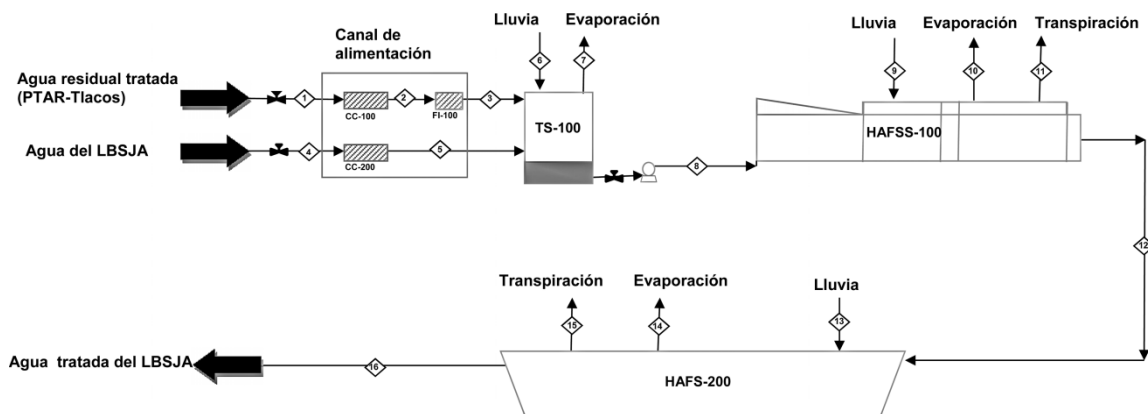 Lluvia
Evaporación
Canal de
alimentación
Lluvia
Evaporación
Transpiración
Agua residual tratada
(PTAR-Tlacos)
6
7
9
10
11
1
2
3
CC-100
FI-100
TS-100
HAFSS-100
Agua del LBSJA
4
5
CC-200
8
12
Transpiración
Evaporación
Lluvia
15
14
13
Agua tratada del LBSJA
16
HAFS-200